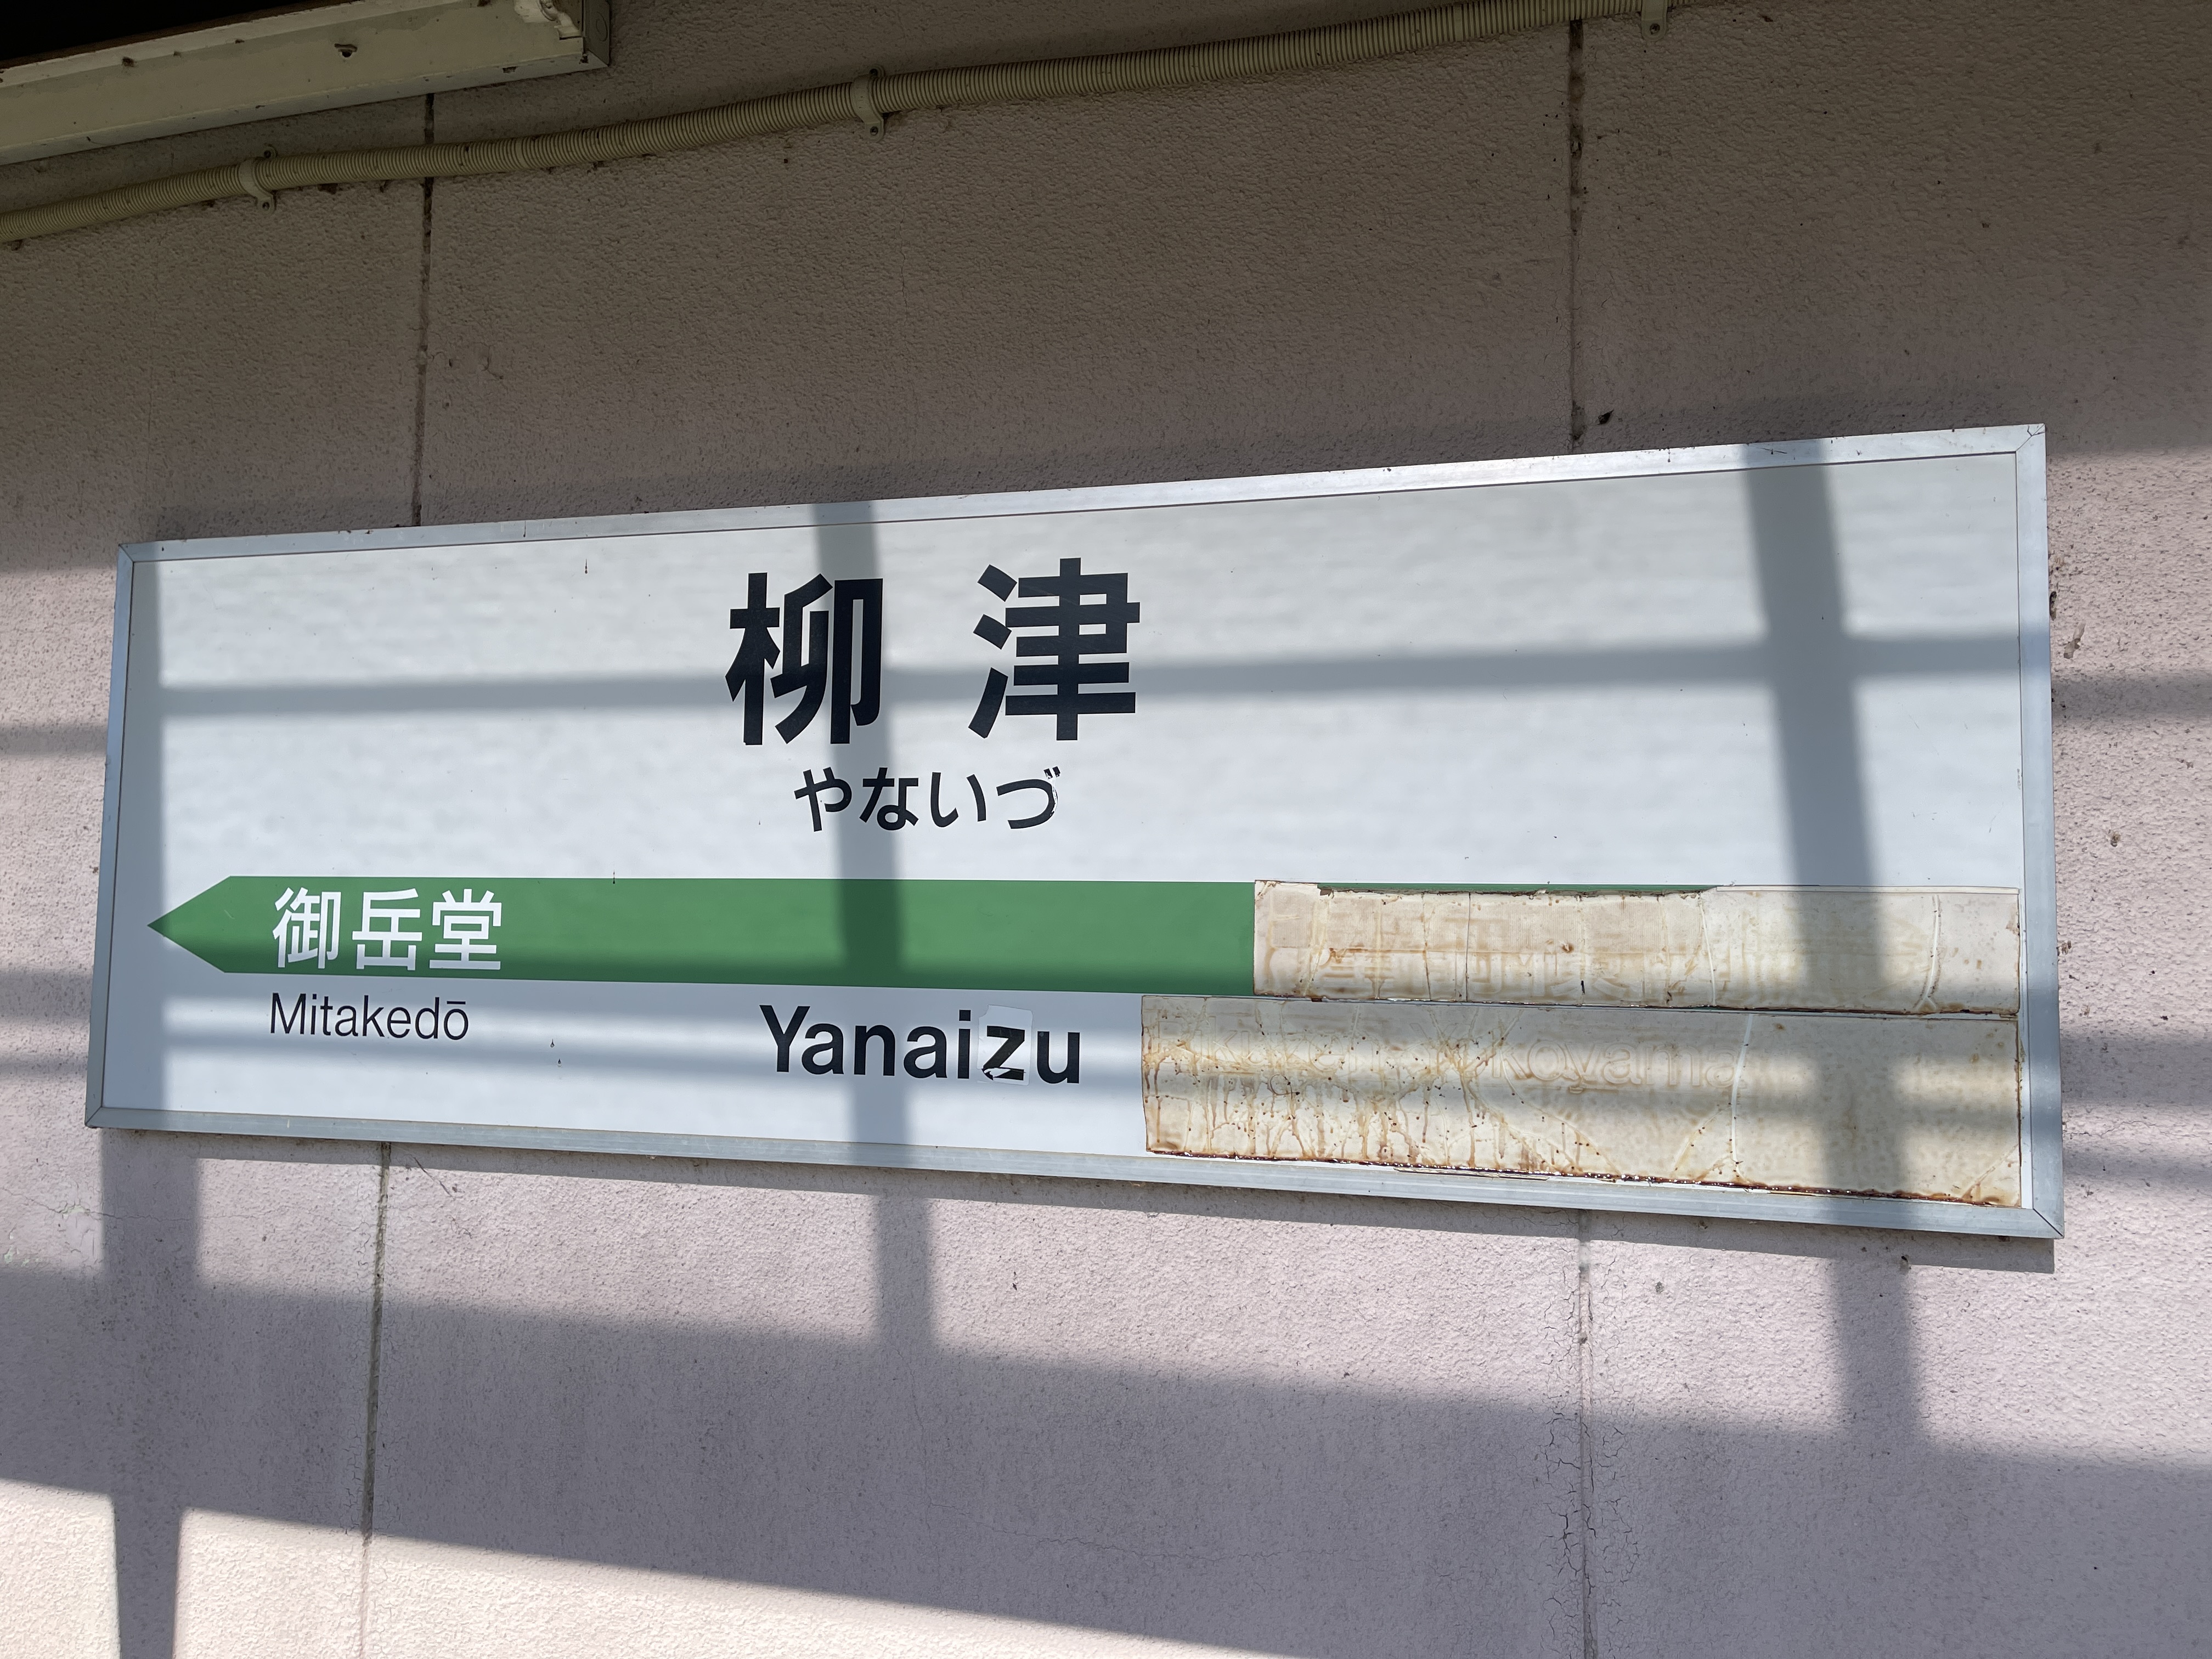 柳津
やないづ
御岳堂
Mitakedō
Yanaizu